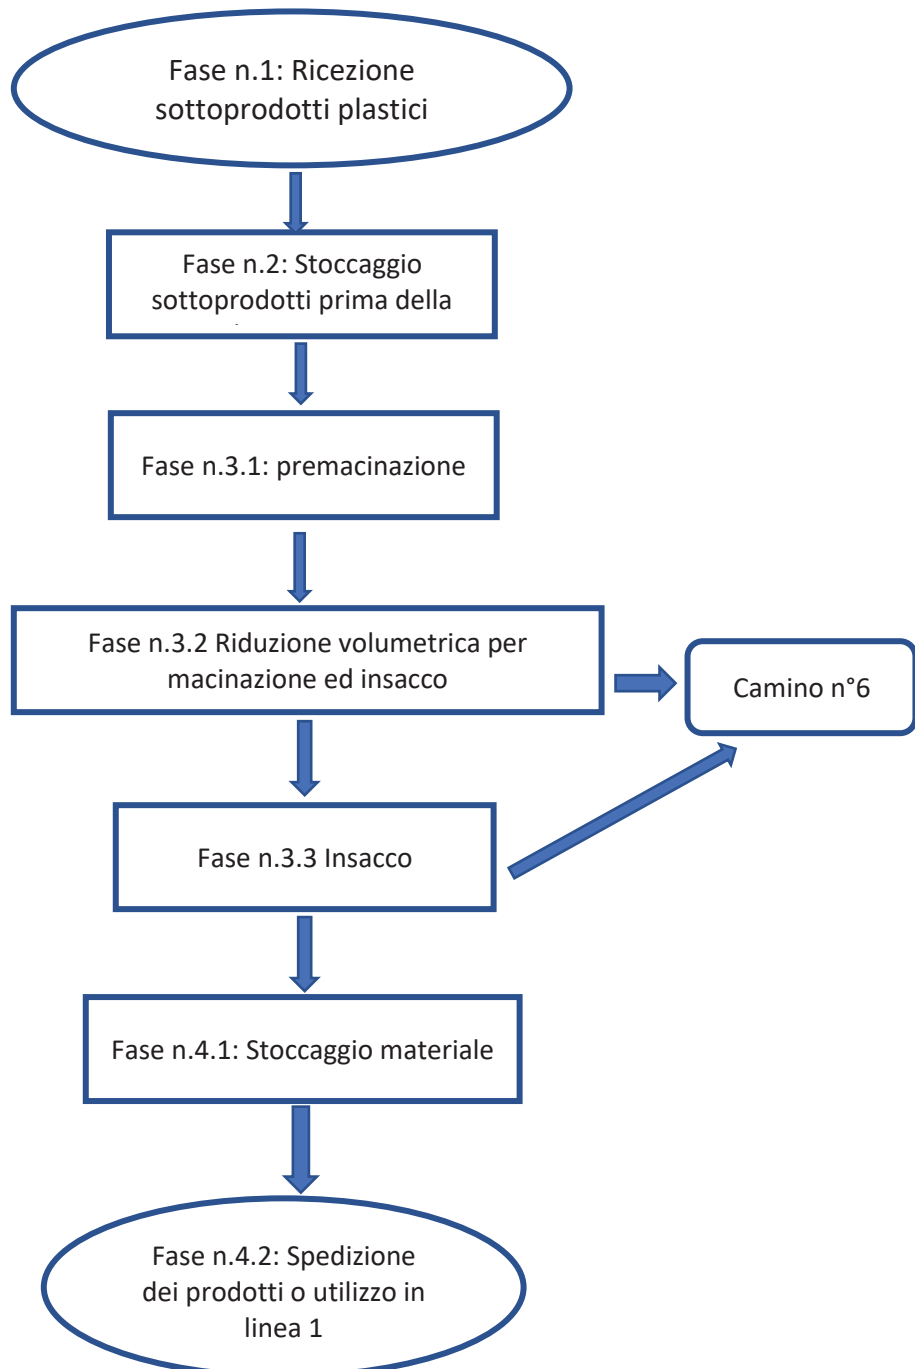 Fase n.1: Ricezione
sottoprodotti plastici
Fase n.2: Stoccaggio
sottoprodotti prima della
Fase n.3.1: premacinazione
Fase n.3.2 Riduzione volumetrica per
macinazione ed insacco
Camino n°6
Fase n.3.3 Insacco
Fase n.4.1: Stoccaggio materiale
Fase n.4.2: Spedizione
dei prodotti o utilizzo in
linea 1